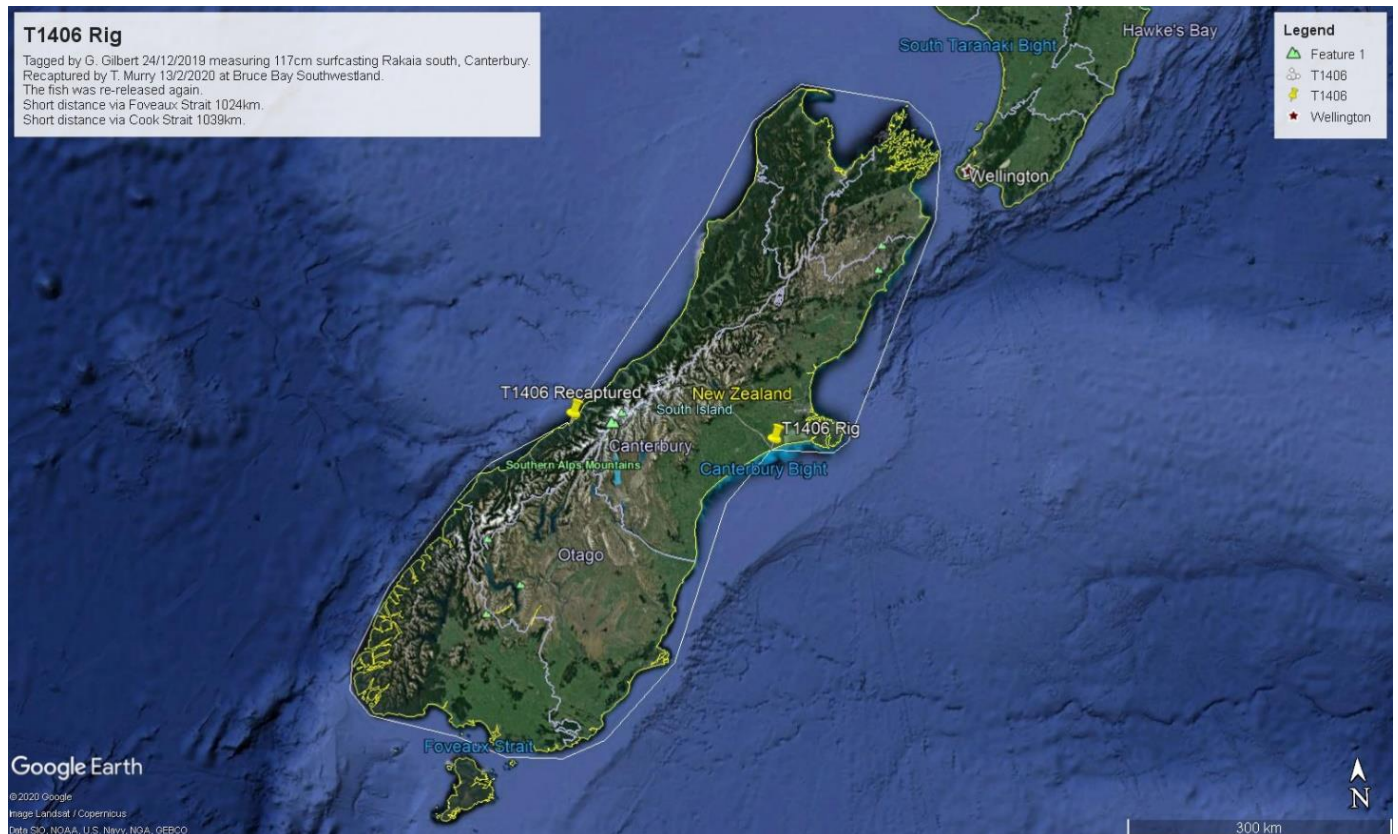 T1406 Rig
Tagged by G. Gilbert 24/12/2019 measuring 117cm surfcasting Rakaia south, Canterbury.
Recaptured by T. Murry 13/2/2020 at Bruce Bay Southwestland.
The fish was re-released again.
Short distance via Foveaux Strait 1024km.
Short distance via Cook Strait 1039km.
Legend
Feature 1
T1406
T1406
Wellington
Hawke's Bay
South Taranaki Bight
Wellington
T1406 Recaptured
New Zealand
South Island
T1406 Rig
Canterbury
Southern Alps Mountains
Canterbury Bight
Otago
Foveaux Strait
Google Earth
©2020 Google
Image Landsat / Copernicus
Data SIO, NOAA, U.S. Navy, NGA, GEBCO
N
300 km